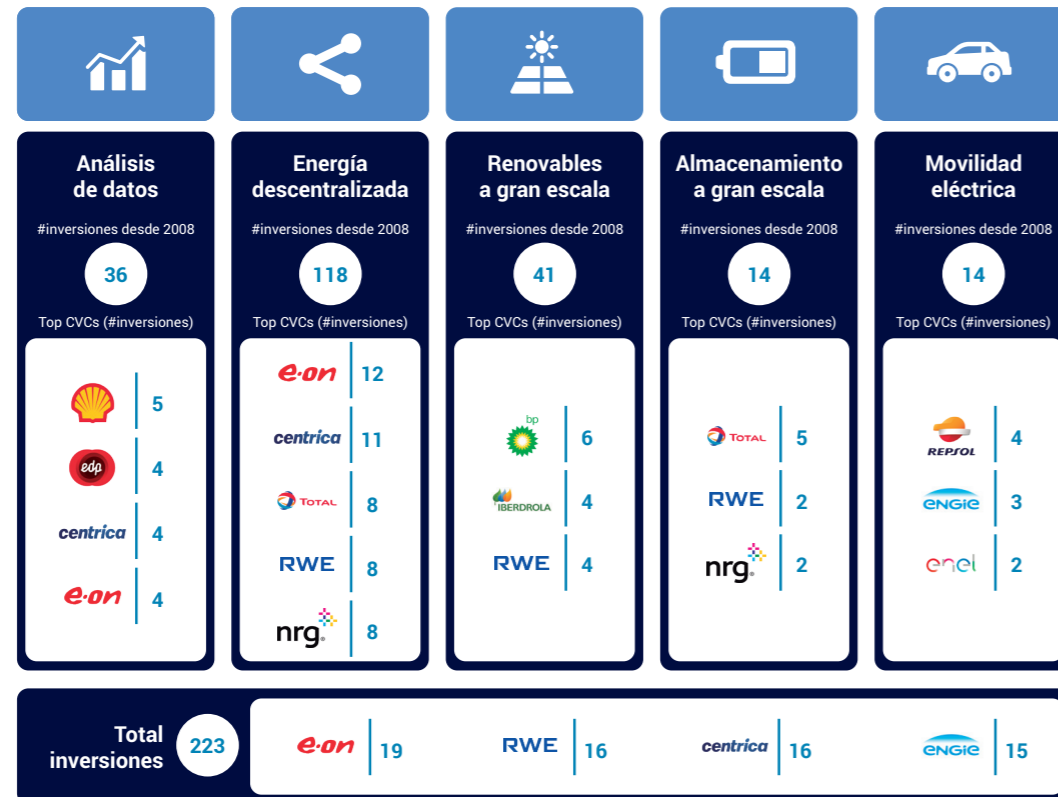 Análisis
de datos
#inversiones desde 2008
36
Top CVCs (#inversiones)
5
edp 4
centrica 4
e·on 4
Energía
descentralizada
#inversiones desde 2008
118
Top CVCs (#inversiones)
e·on 12
centrica 11
TOTAL 8
RWE 8
nrg® 8
Renovables
a gran escala
#inversiones desde 2008
41
Top CVCs (#inversiones)
bp 6
IBERDROLA 4
RWE 4
Almacenamiento
a gran escala
#inversiones desde 2008
14
Top CVCs (#inversiones)
TOTAL 5
RWE 2
nrg® 2
Movilidad
eléctrica
#inversiones desde 2008
14
Top CVCs (#inversiones)
REPSOL 4
ENGIE 3
enel 2
Total
inversiones
223
e·on 19
RWE 16
centrica 16
ENGIE 15